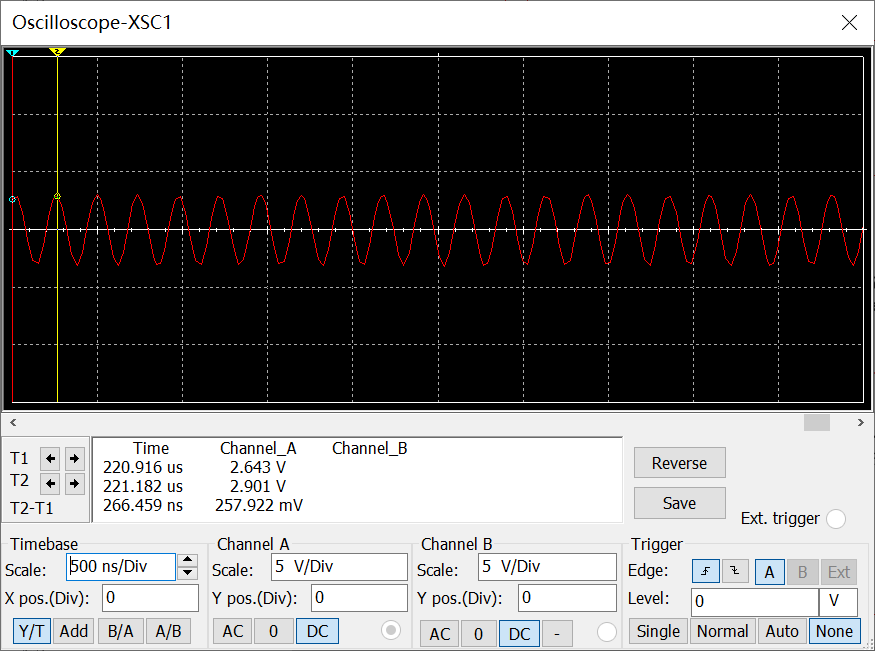 Oscilloscope-XSC1
1 2
T1
T2
T2-T1
Time Channel_A Channel_B
220.916 us 2.643 V
221.182 us 2.901 V
266.459 ns 257.922 mV
Reverse
Save
Ext. trigger
Timebase
Scale: 500 ns/Div
X pos.(Div): 0
Y/T Add B/A A/B
Channel A
Scale: 5 V/Div
Y pos.(Div): 0
AC 0 DC
Channel B
Scale: 5 V/Div
Y pos.(Div): 0
AC 0 DC -
Trigger
Edge: A B Ext
Level: 0 V
Single Normal Auto None